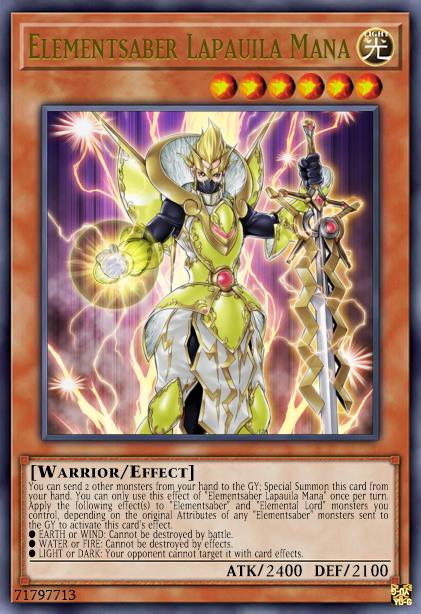 Elementsaber Lapauila Mana
LIGHT
光
[Warrior/Effect]
You can send 2 other monsters from your hand to the GY; Special Summon this card from
your hand. You can only use this effect of "Elementsaber Lapauila Mana" once per turn.
Apply the following effect(s) to "Elementsaber" and "Elemental Lord" monsters you
control, depending on the original Attributes of any "Elementsaber" monsters sent to
the GY to activate this card's effect.
● EARTH or WIND: Cannot be destroyed by battle.
● WATER or FIRE: Cannot be destroyed by effects.
● LIGHT or DARK: Your opponent cannot target it with card effects.
ATK/2400 DEF/2100
71797713